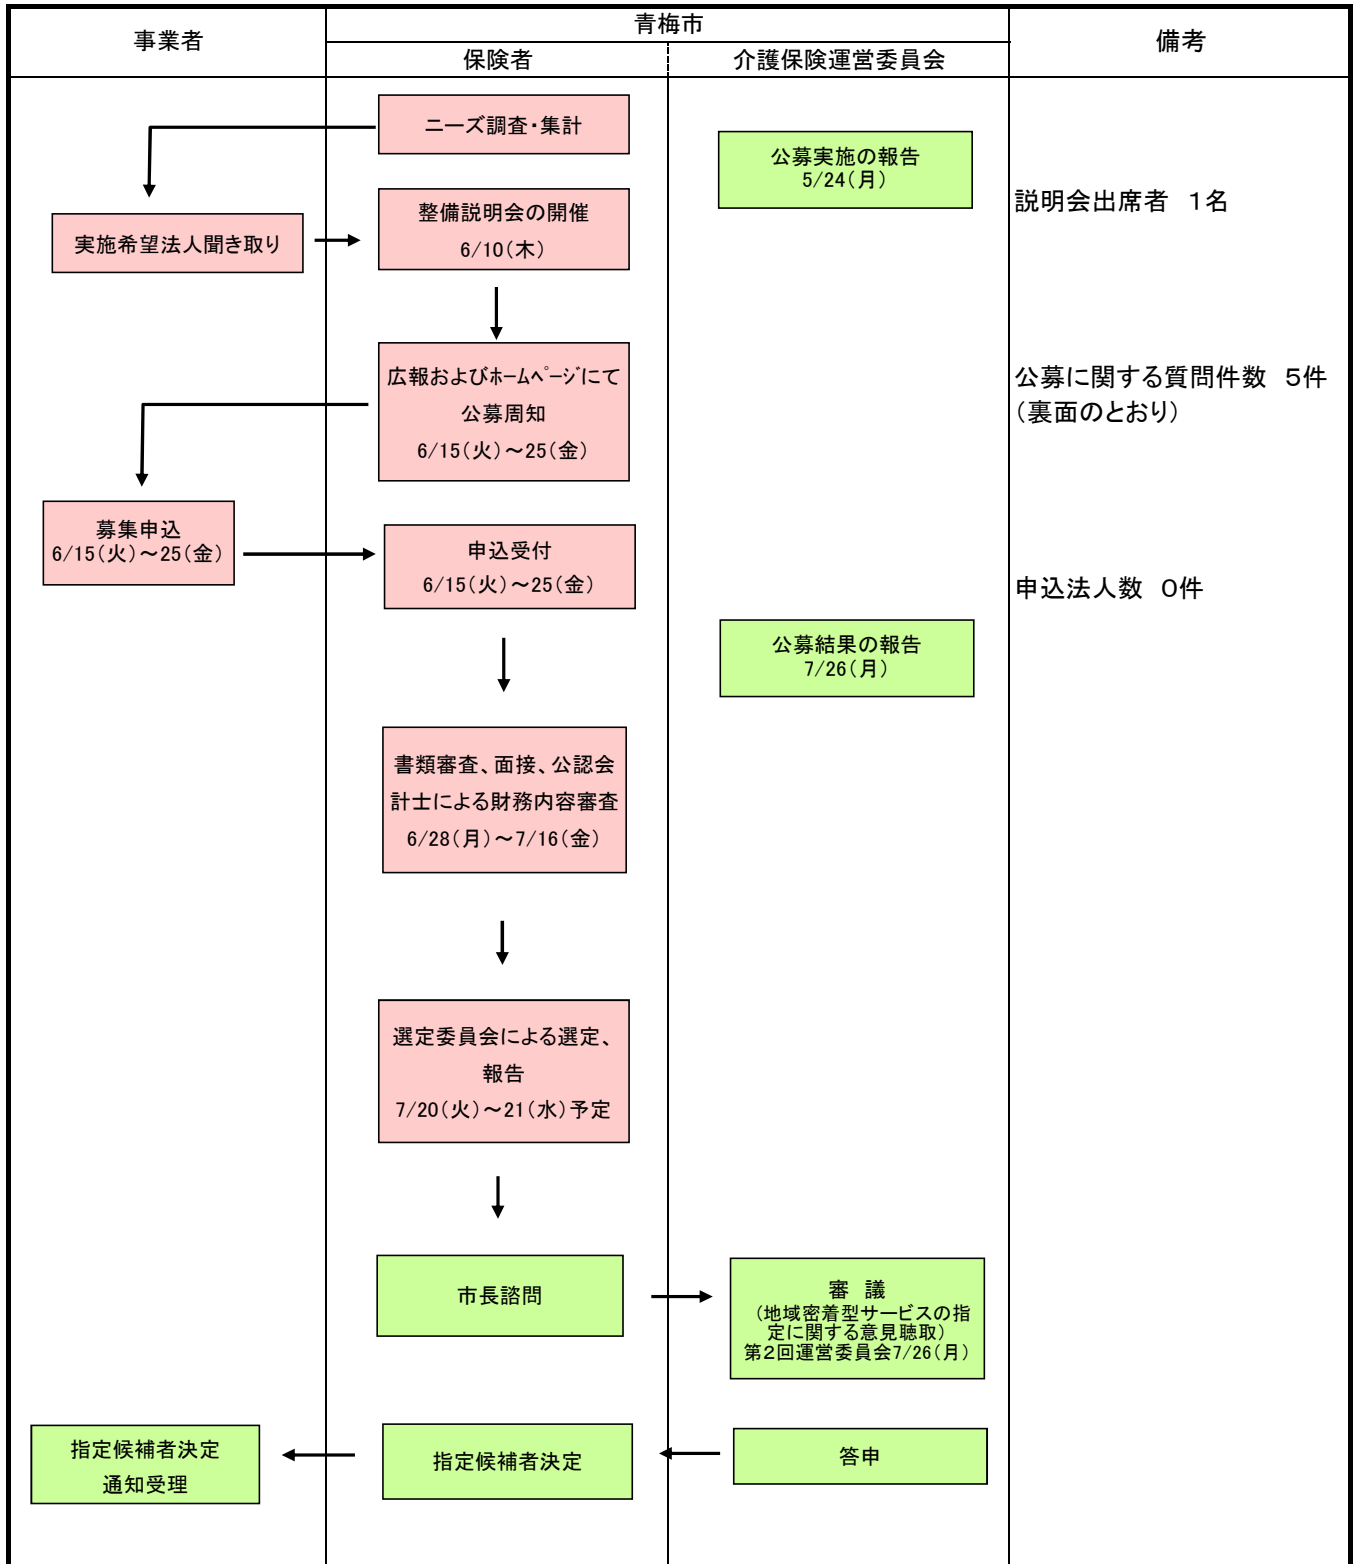 事業者
青梅市
保険者
介護保険運営委員会
備考
ニーズ調査・集計
公募実施の報告
5/24(月)
説明会出席者 1名
実施希望法人聞き取り
整備説明会の開催
6/10(木)
広報およびﾎｰﾑﾍﾟｰｼﾞにて
公募周知
6/15(火)～25(金)
公募に関する質問件数 5件
(裏面のとおり)
募集申込
6/15(火)～25(金)
申込受付
6/15(火)～25(金)
申込法人数 0件
公募結果の報告
7/26(月)
書類審査、面接、公認会
計士による財務内容審査
6/28(月)～7/16(金)
選定委員会による選定、
報告
7/20(火)～21(水)予定
市長諮問
審 議
(地域密着型サービスの指
定に関する意見聴取)
第2回運営委員会7/26(月)
指定候補者決定
通知受理
指定候補者決定
答申